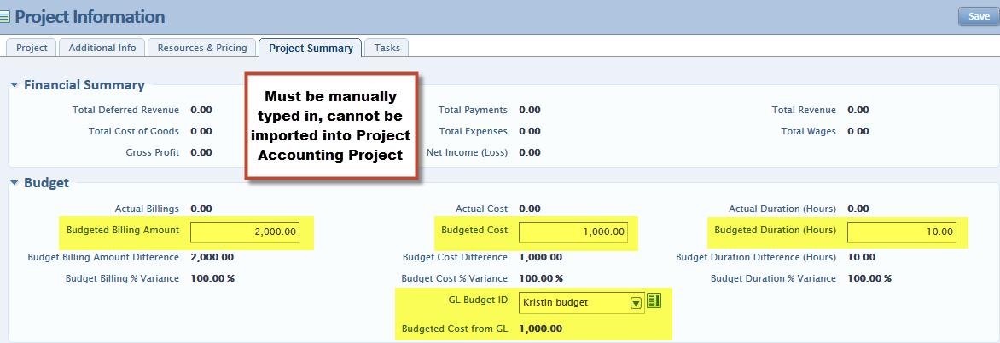 Project Information
Save
Project
Additional Info
Resources & Pricing
Project Summary
Tasks
Financial Summary
Must be manually
typed in, cannot be
imported into Project
Accounting Project
Total Deferred Revenue 0.00 Total Payments 0.00 Total Revenue 0.00
Total Cost of Goods 0.00 Total Expenses 0.00 Total Wages 0.00
Gross Profit 0.00 Net Income (Loss) 0.00
Budget
Actual Billings 0.00 Actual Cost 0.00 Actual Duration (Hours) 0.00
Budgeted Billing Amount 2,000.00 Budgeted Cost 1,000.00 Budgeted Duration (Hours) 10.00
Budget Billing Amount Difference 2,000.00 Budget Cost Difference 1,000.00 Budget Duration Difference (Hours) 10.00
Budget Billing % Variance 100.00 % Budget Cost % Variance 100.00 % Budget Duration % Variance 100.00 %
GL Budget ID Kristin budget
Budgeted Cost from GL 1,000.00